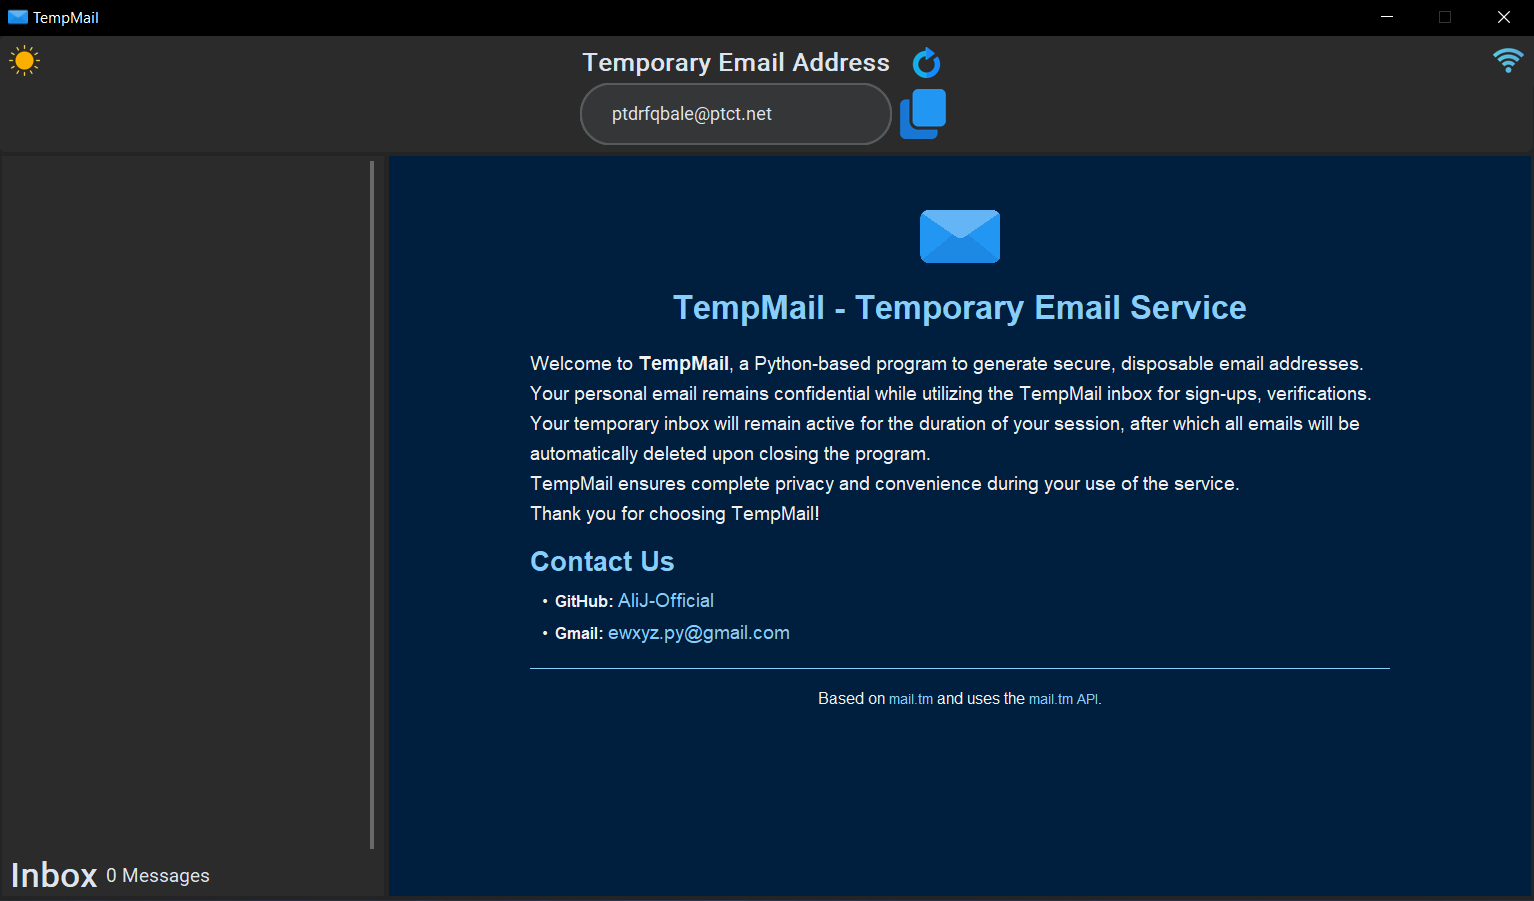 TempMail
Temporary Email Address
ptdrfqbale@ptct.net
TempMail - Temporary Email Service
Welcome to TempMail, a Python-based program to generate secure, disposable email addresses.
Your personal email remains confidential while utilizing the TempMail inbox for sign-ups, verifications.
Your temporary inbox will remain active for the duration of your session, after which all emails will be
automatically deleted upon closing the program.
TempMail ensures complete privacy and convenience during your use of the service.
Thank you for choosing TempMail!
Contact Us
• GitHub: AliJ-Official
• Gmail: ewxyz.py@gmail.com
Based on mail.tm and uses the mail.tm API.
Inbox 0 Messages